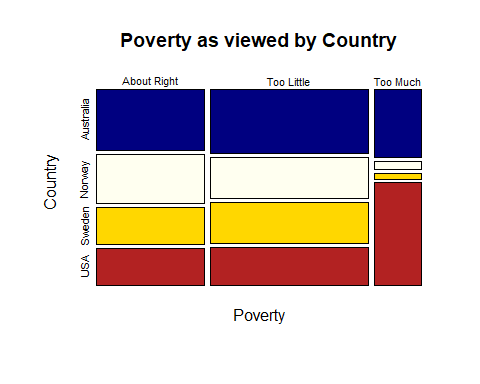 Poverty as viewed by Country
About Right
Too Little
Too Much
Country
Australia
Norway
Sweden
USA
Poverty